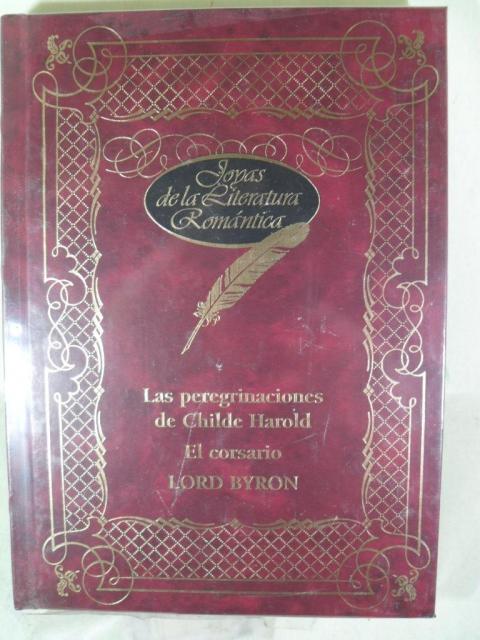 Joyas
de la Literatura
Romántica
Las peregrinaciones
de Childe Harold
El corsario
LORD BYRON